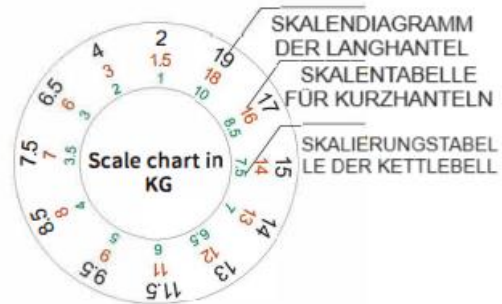 SKALENDIAGRAMM
DER LANGHANTEL
SKALENTABELLE
FÜR KURZHANTELN
SKALIERUNGSTABEL
LE DER KETTLEBELL
2 19 17 15 14 13 11.5 9.5 8.5 7.5 6.5 4
1.5 18 16 14 13 12 11 9 8 7 6 3
1 10 8.5 7.5 7 6.5 6 5 4 3.5 3 2
Scale chart in
KG